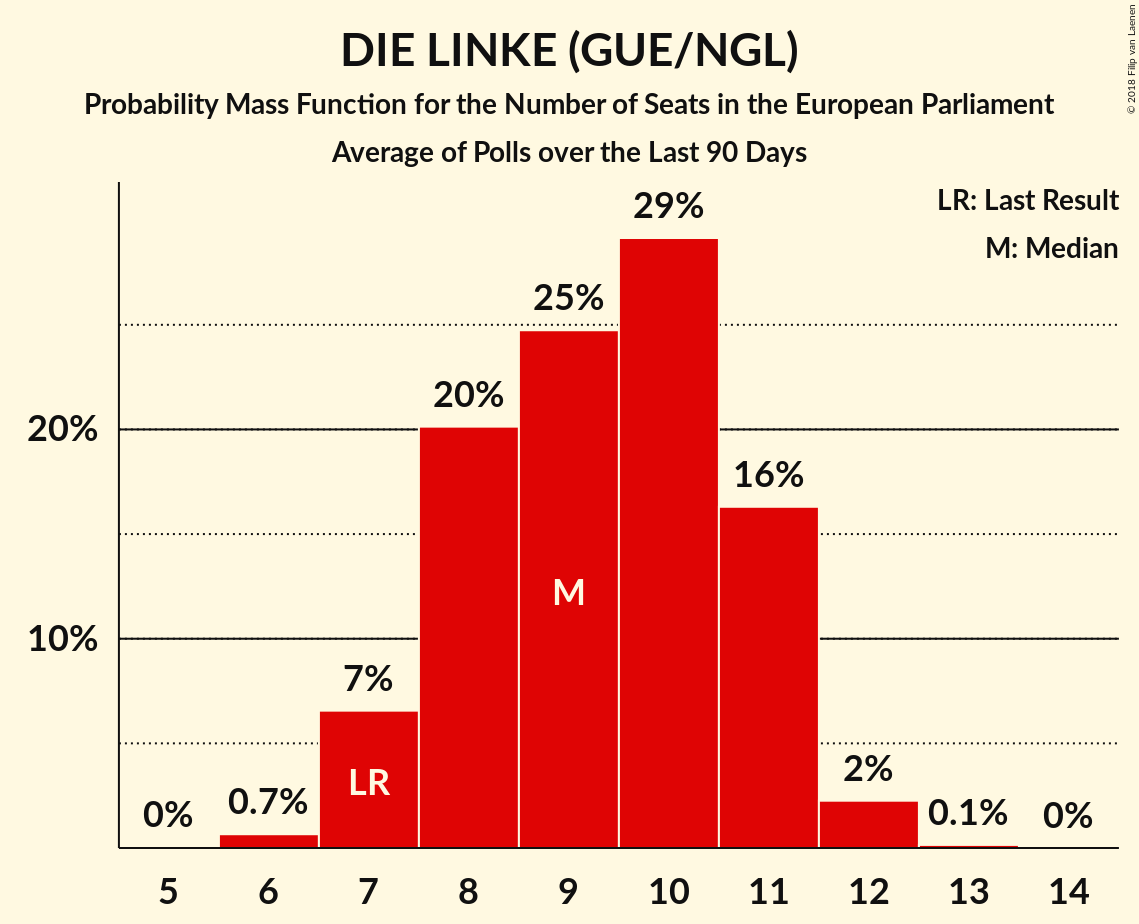 DIE LINKE (GUE/NGL)
Probability Mass Function for the Number of Seats in the European Parliament
Average of Polls over the Last 90 Days
© 2018 Filip van Laenen
LR: Last Result
M: Median
29%
25%
20%
20%
16%
M
10%
7%
LR
2%
0.7%
0.1%
0%
0%
5 6 7 8 9 10 11 12 13 14